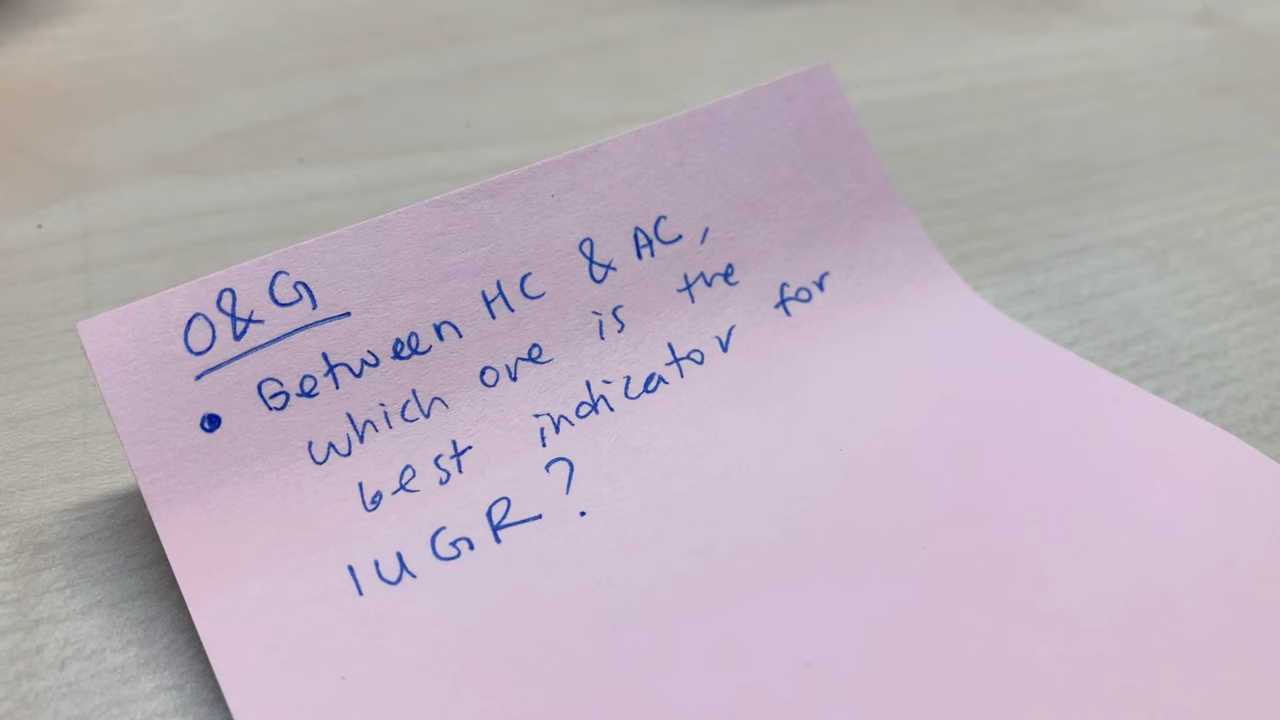 O&G
• Between HC & AC,
which one is the
best indicator for
IUGR?